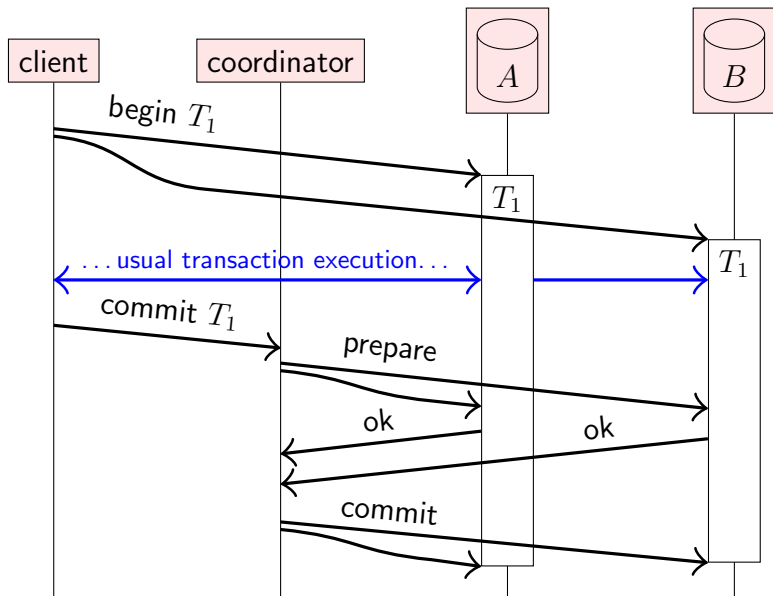 client
coordinator
A
B
begin T₁
T₁
T₁
...usual transaction execution...
commit T₁
prepare
ok
ok
commit